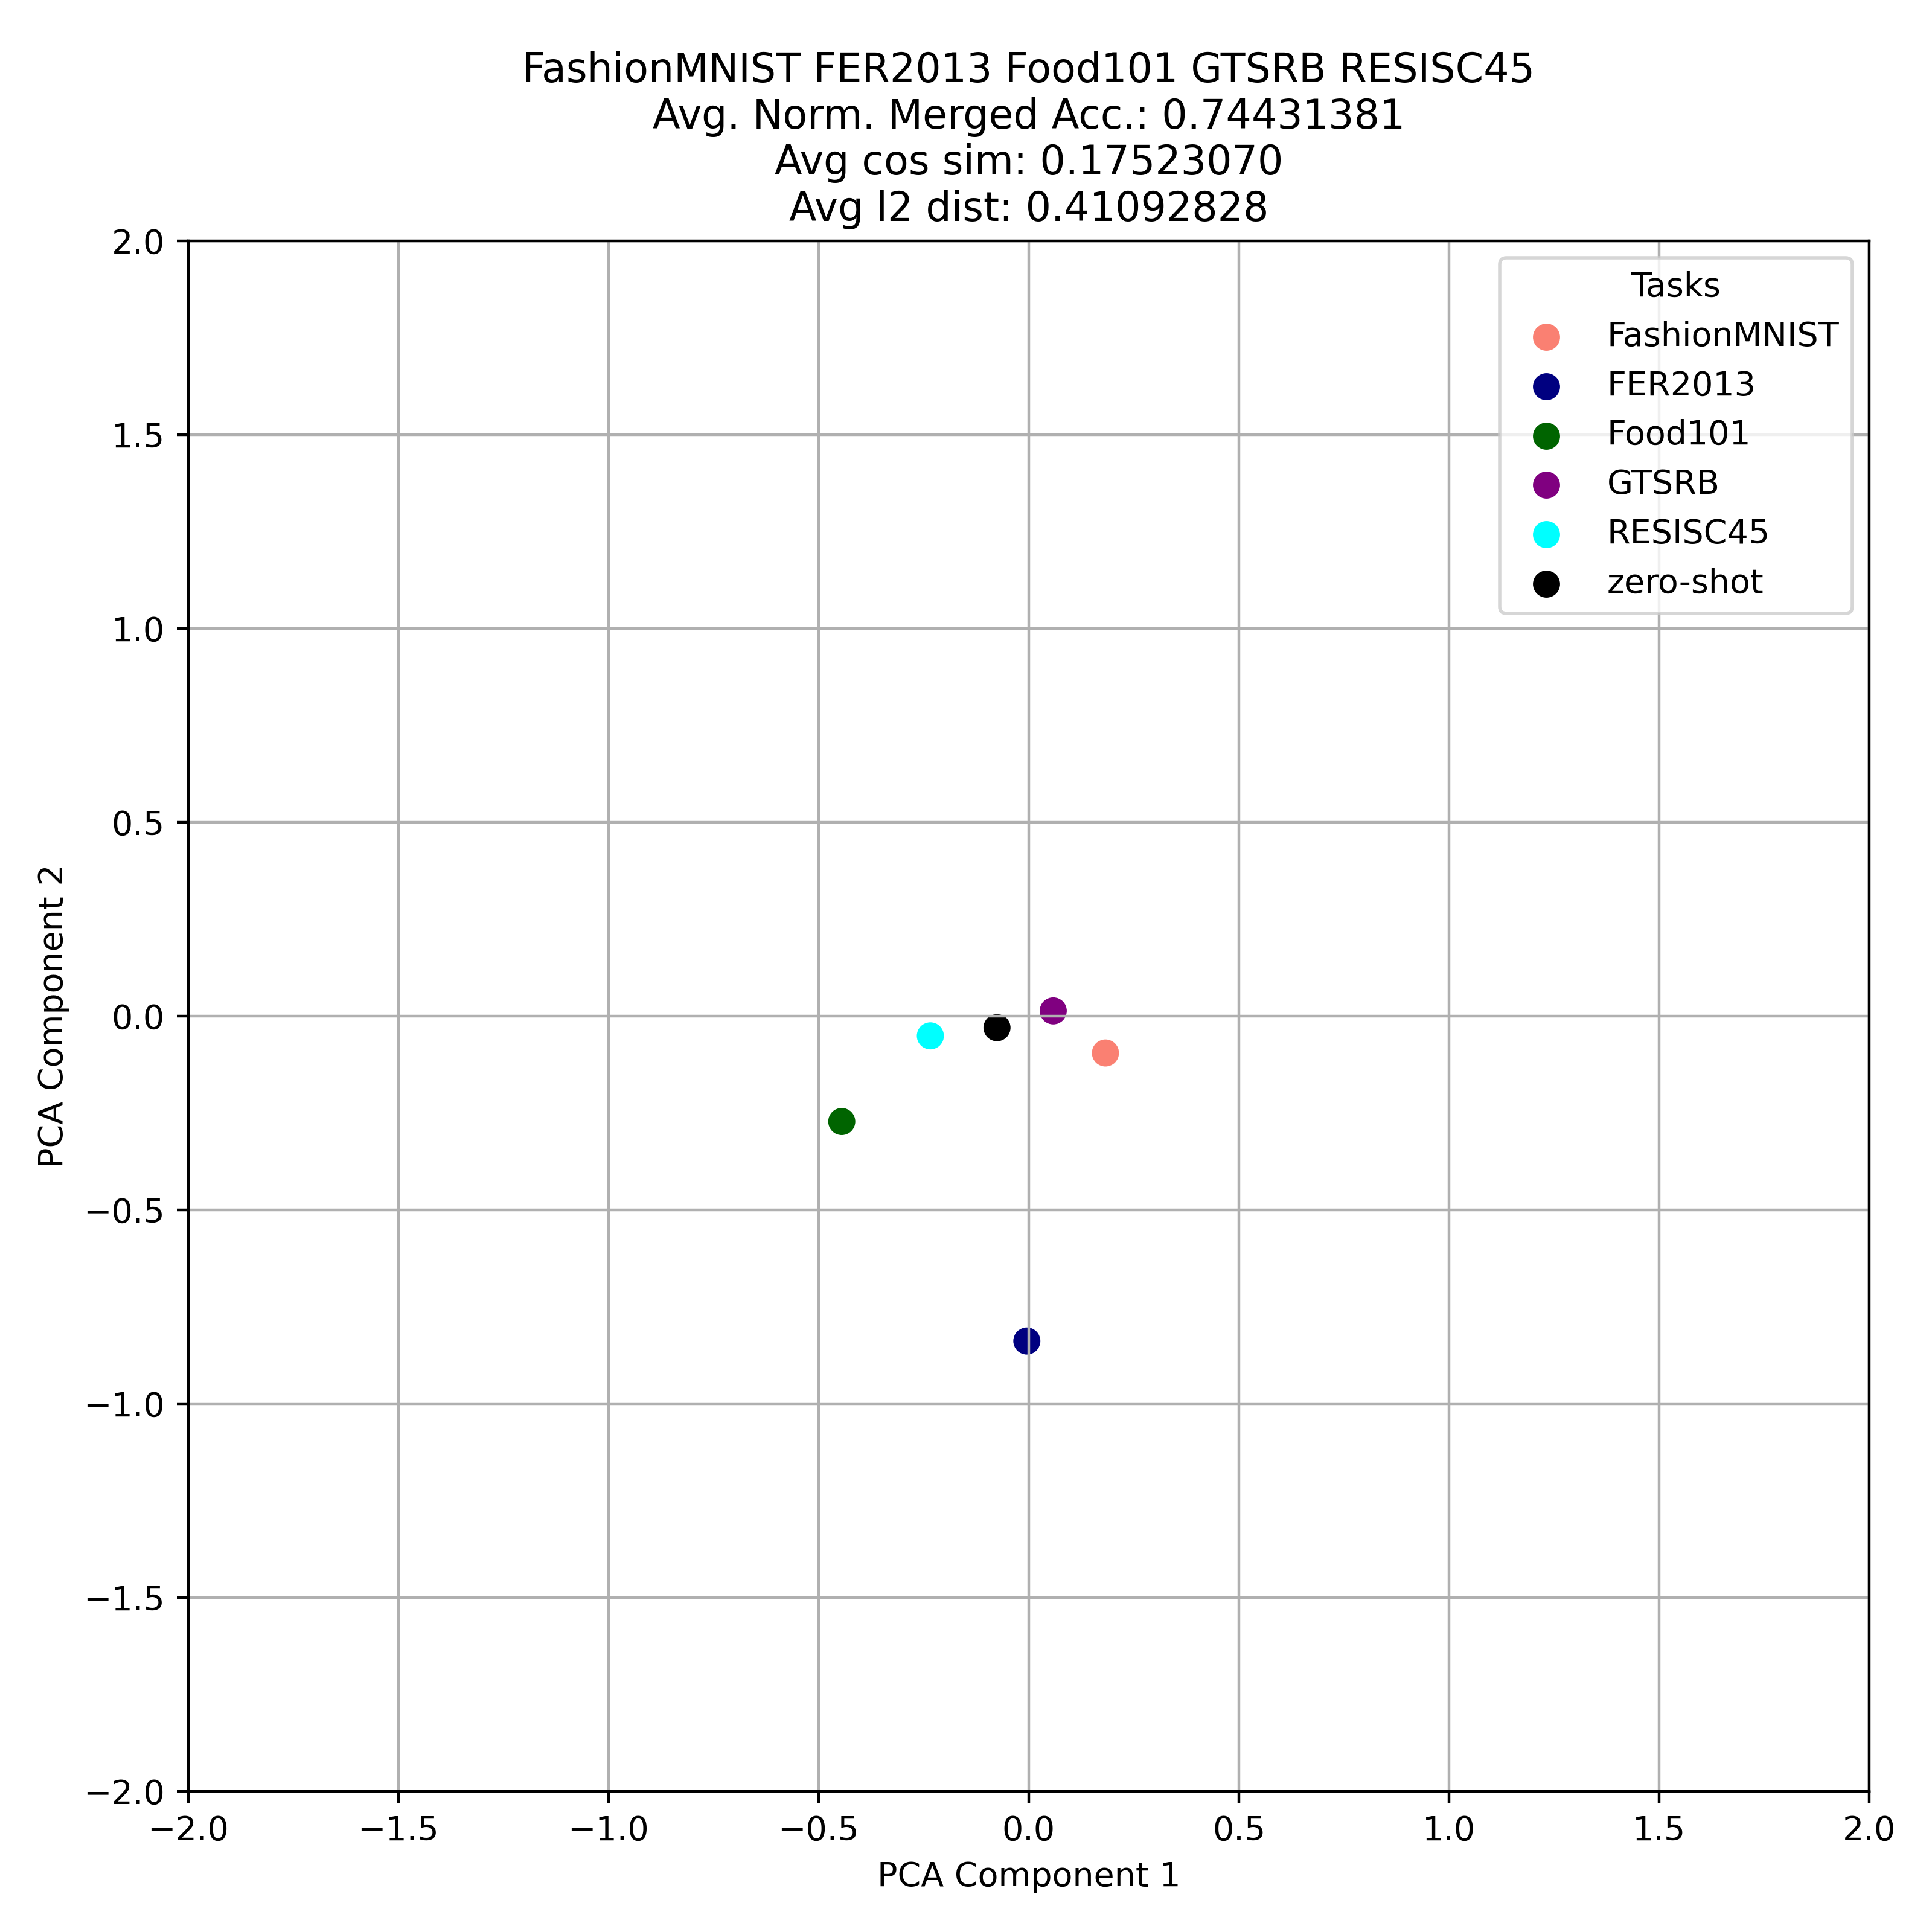 FashionMNIST FER2013 Food101 GTSRB RESISC45
Avg. Norm. Merged Acc.: 0.74431381
Avg cos sim: 0.17523070
Avg l2 dist: 0.41092828
Tasks
FashionMNIST
FER2013
Food101
GTSRB
RESISC45
zero-shot
2.0
1.5
1.0
0.5
0.0
−0.5
−1.0
−1.5
−2.0
PCA Component 2
−2.0 −1.5 −1.0 −0.5 0.0 0.5 1.0 1.5 2.0
PCA Component 1